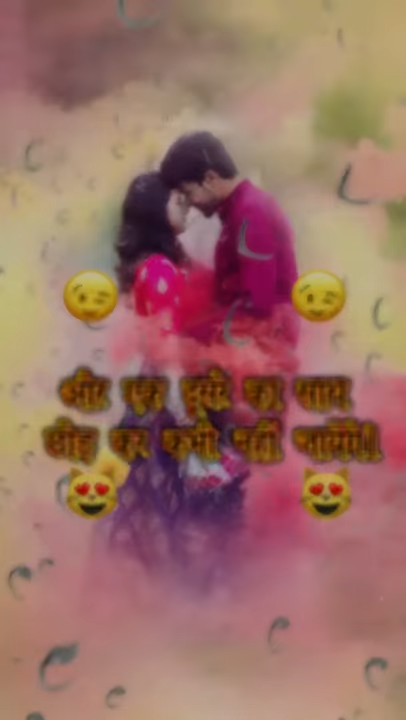 और एक दूसरे का साथ
छोड़ कर कभी नहीं जायेंगे।।